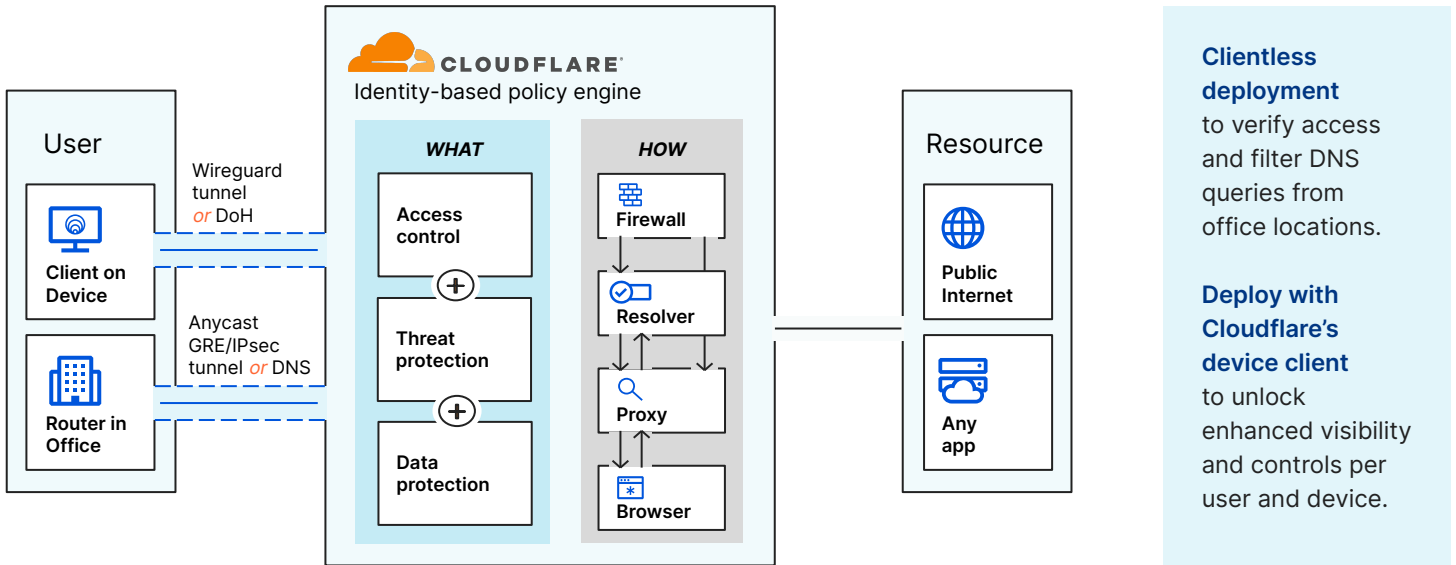 CLOUDFLARE
Identity-based policy engine
User
Wireguard
tunnel
or DoH
Client on
Device
Anycast
GRE/IPsec
tunnel or DNS
Router in
Office
WHAT
Access
control
+
Threat
protection
+
Data
protection
HOW
Firewall
Resolver
Proxy
Browser
Resource
Public
Internet
Any
app
Clientless
deployment
to verify access
and filter DNS
queries from
office locations.
Deploy with
Cloudflare’s
device client
to unlock
enhanced visibility
and controls per
user and device.